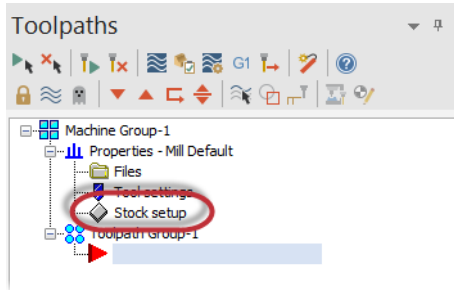 Toolpaths
G1
Machine Group-1
Properties - Mill Default
Files
Tool settings
Stock setup
Toolpath Group-1